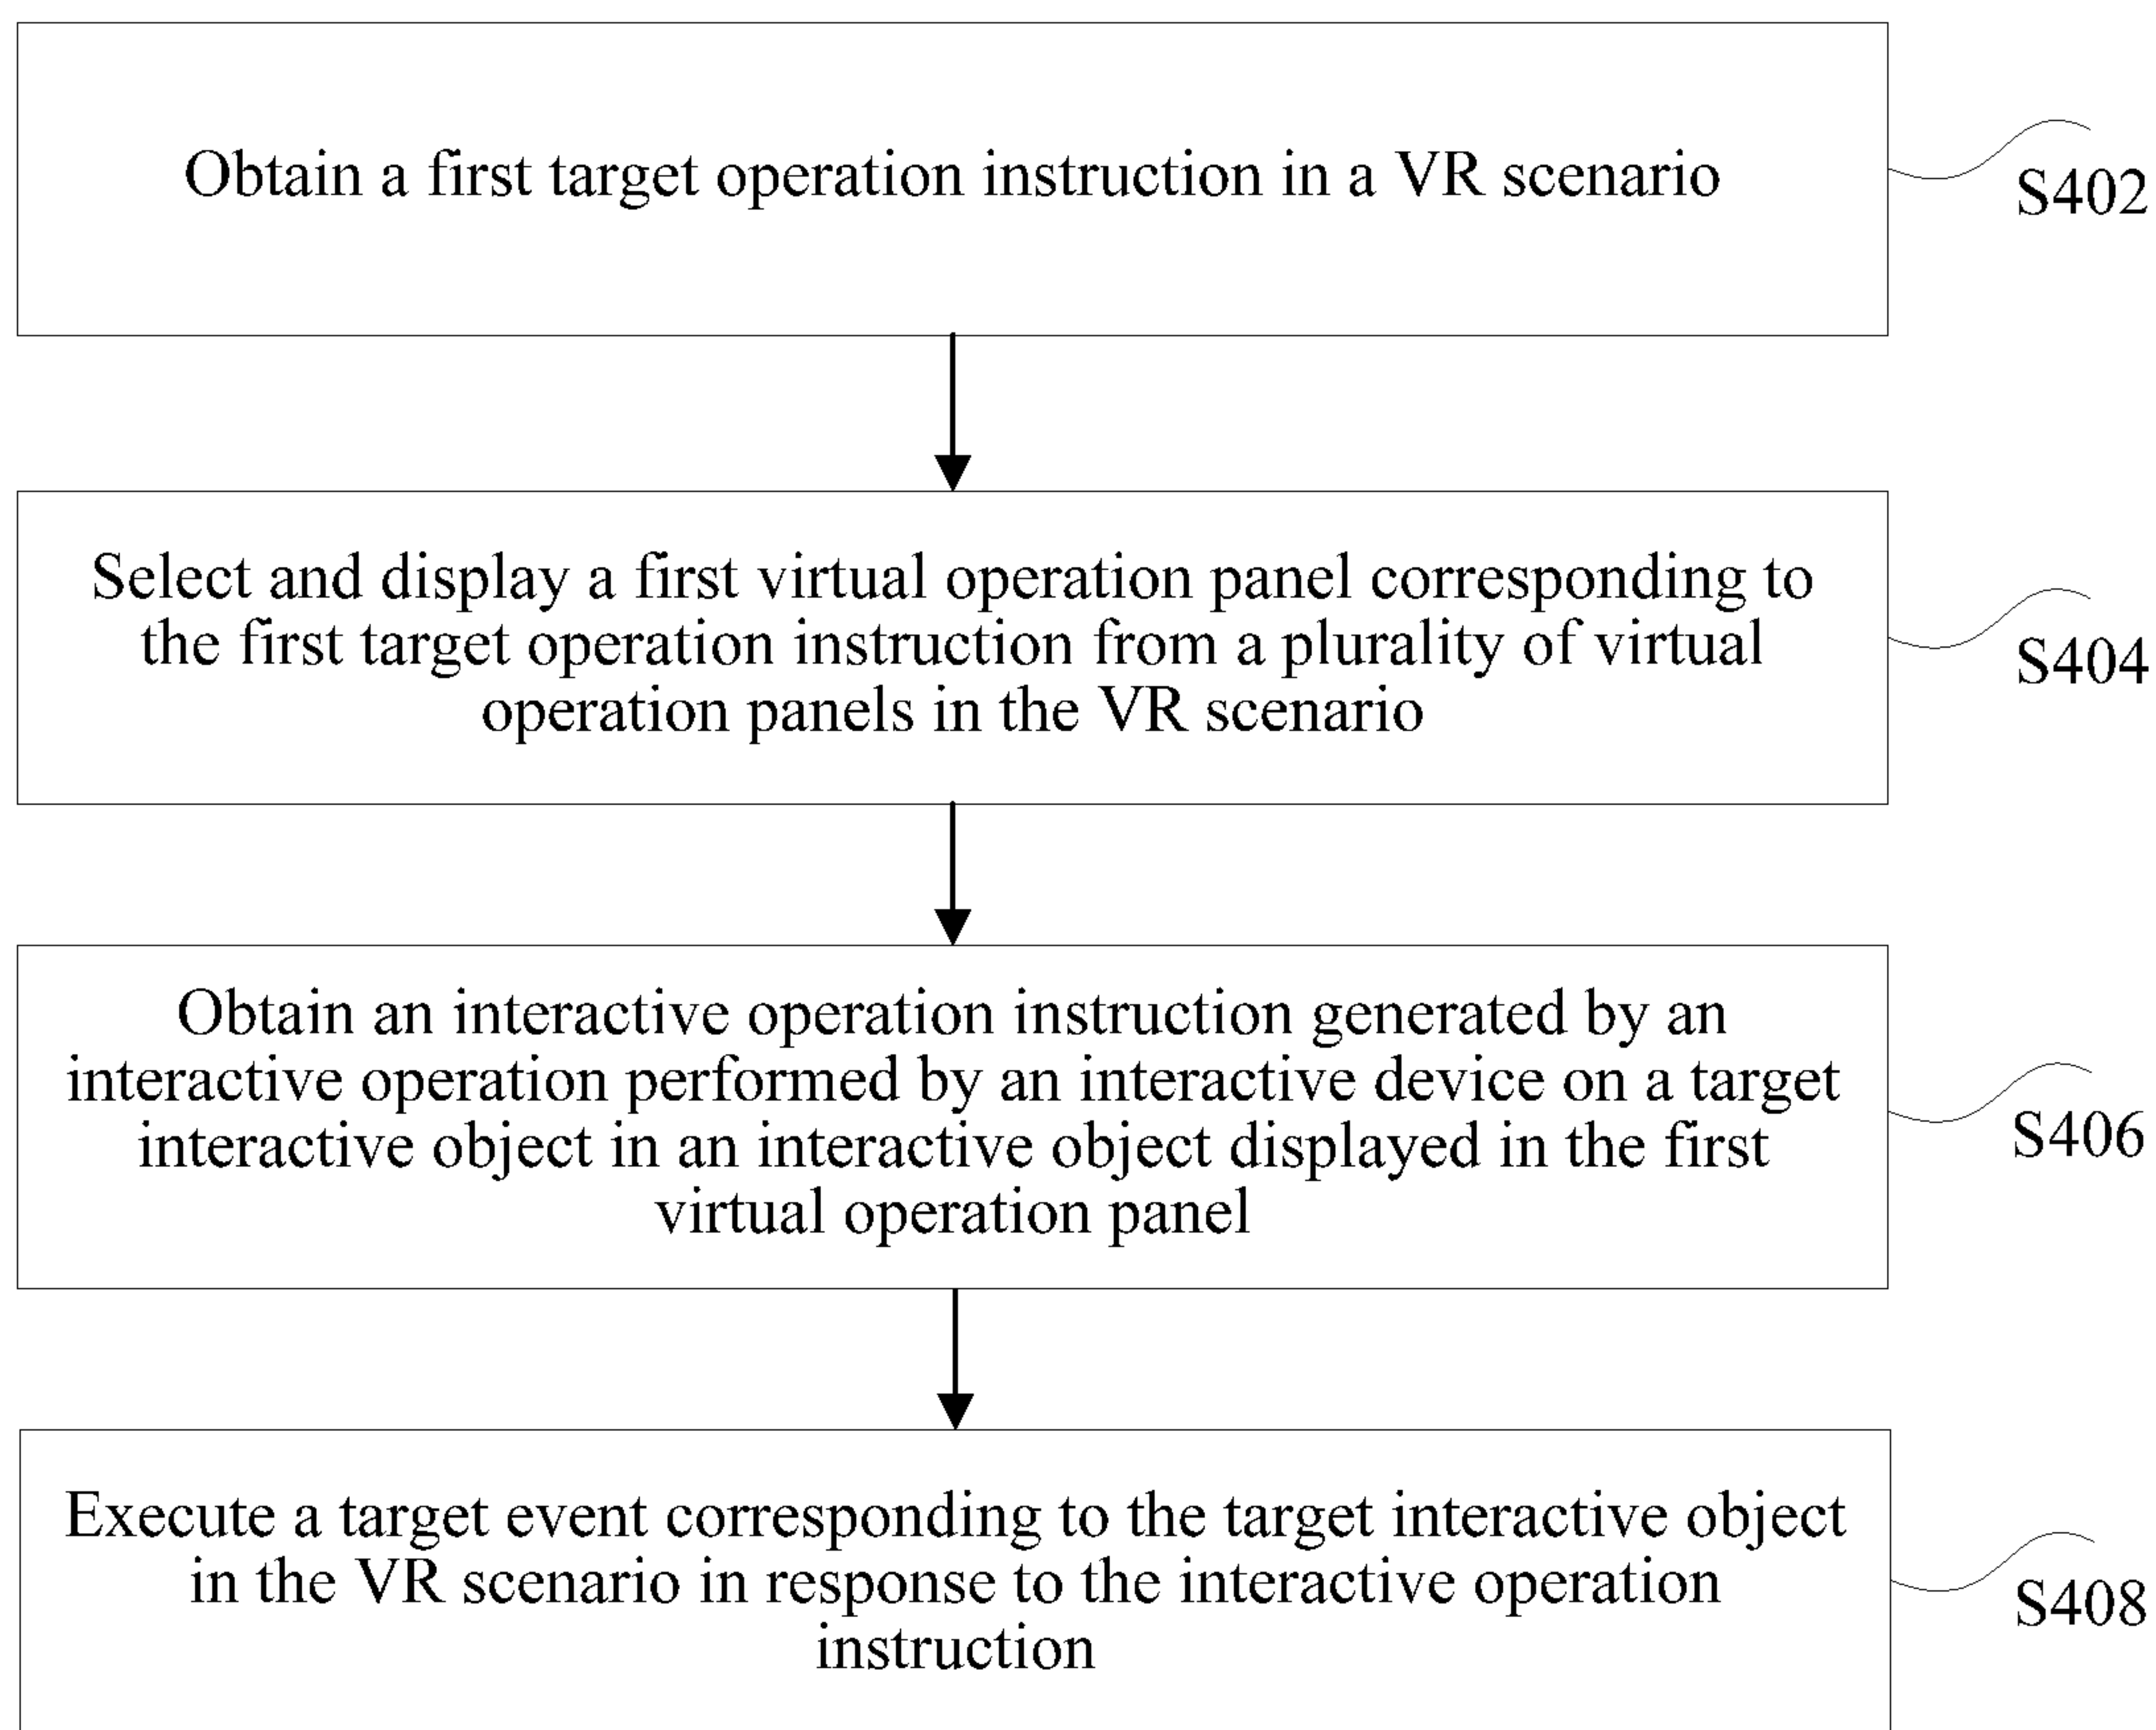 Obtain a first target operation instruction in a VR scenario
S402
Select and display a first virtual operation panel corresponding to
the first target operation instruction from a plurality of virtual
operation panels in the VR scenario
S404
Obtain an interactive operation instruction generated by an
interactive operation performed by an interactive device on a target
interactive object in an interactive object displayed in the first
virtual operation panel
S406
Execute a target event corresponding to the target interactive object
in the VR scenario in response to the interactive operation
instruction
S408